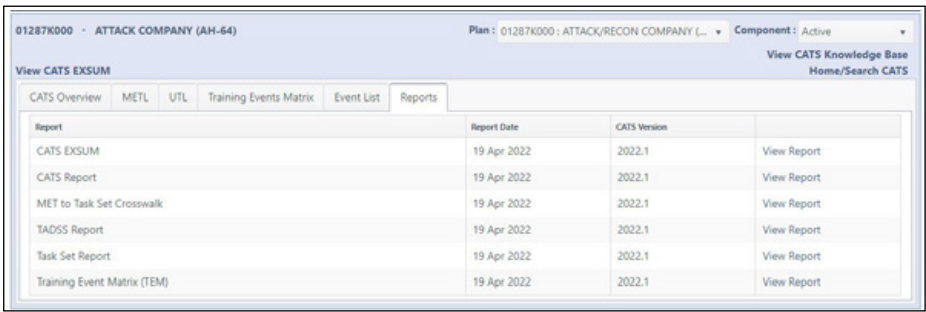 01287K000 - ATTACK COMPANY (AH-64) Plan : 01287K000 : ATTACK/RECON COMPANY (... Component : Active
View CATS Knowledge Base
View CATS EXSUM Home/Search CATS
CATS Overview METL UTL Training Events Matrix Event List Reports
Report Report Date CATS Version
CATS EXSUM 19 Apr 2022 2022.1 View Report
CATS Report 19 Apr 2022 2022.1 View Report
MET to Task Set Crosswalk 19 Apr 2022 2022.1 View Report
TADSS Report 19 Apr 2022 2022.1 View Report
Task Set Report 19 Apr 2022 2022.1 View Report
Training Event Matrix (TEM) 19 Apr 2022 2022.1 View Report